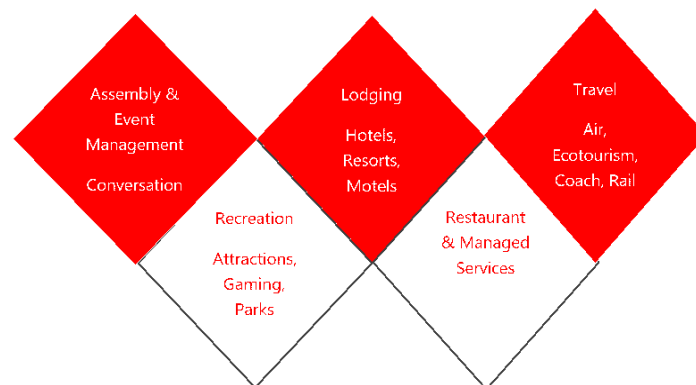 Assembly &
Event
Management
Conversation
Lodging
Hotels,
Resorts,
Motels
Travel
Air,
Ecotourism,
Coach, Rail
Recreation
Attractions,
Gaming,
Parks
Restaurant
& Managed
Services